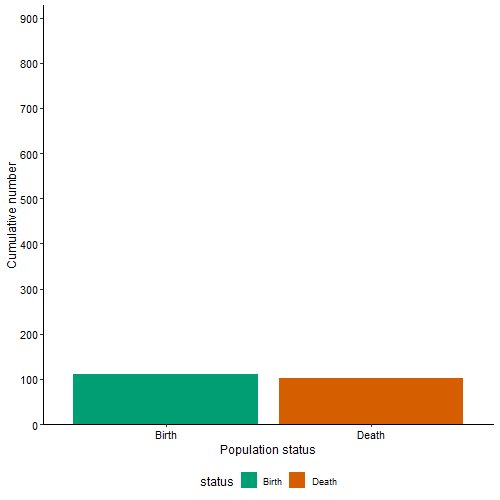 900
800
700
600
500
400
300
200
100
0
Cumulative number
Birth Death
Population status
status Birth Death